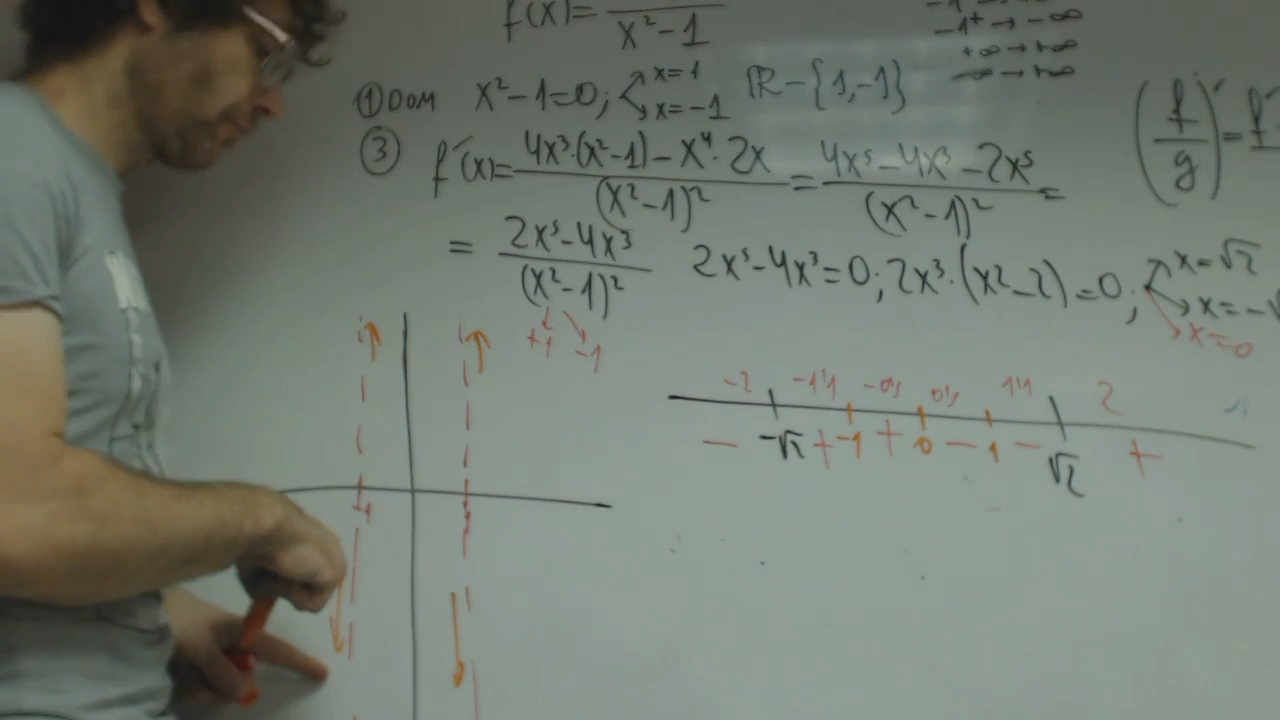 f(x)= ─── / x²-1
-1⁺ → -∞
+∞ → +∞
-∞ → +∞
① DOM x²-1=0; x=1 x=-1 ℝ-{1,-1}
③ f´(x)= 4x³·(x²-1)-x⁴·2x / (x²-1)² = 4x⁵-4x³-2x⁵ / (x²-1)² =
(f/g)´= f´
= 2x⁵-4x³ / (x²-1)² 2x⁵-4x³=0; 2x³·(x²-2)=0; x=√2 x=-√ x=0
+1 -1
-2 -1'1 -0'5 0'5 1'1 2
- -√2 + -1 + 0 - 1 - √2 +
-1 1